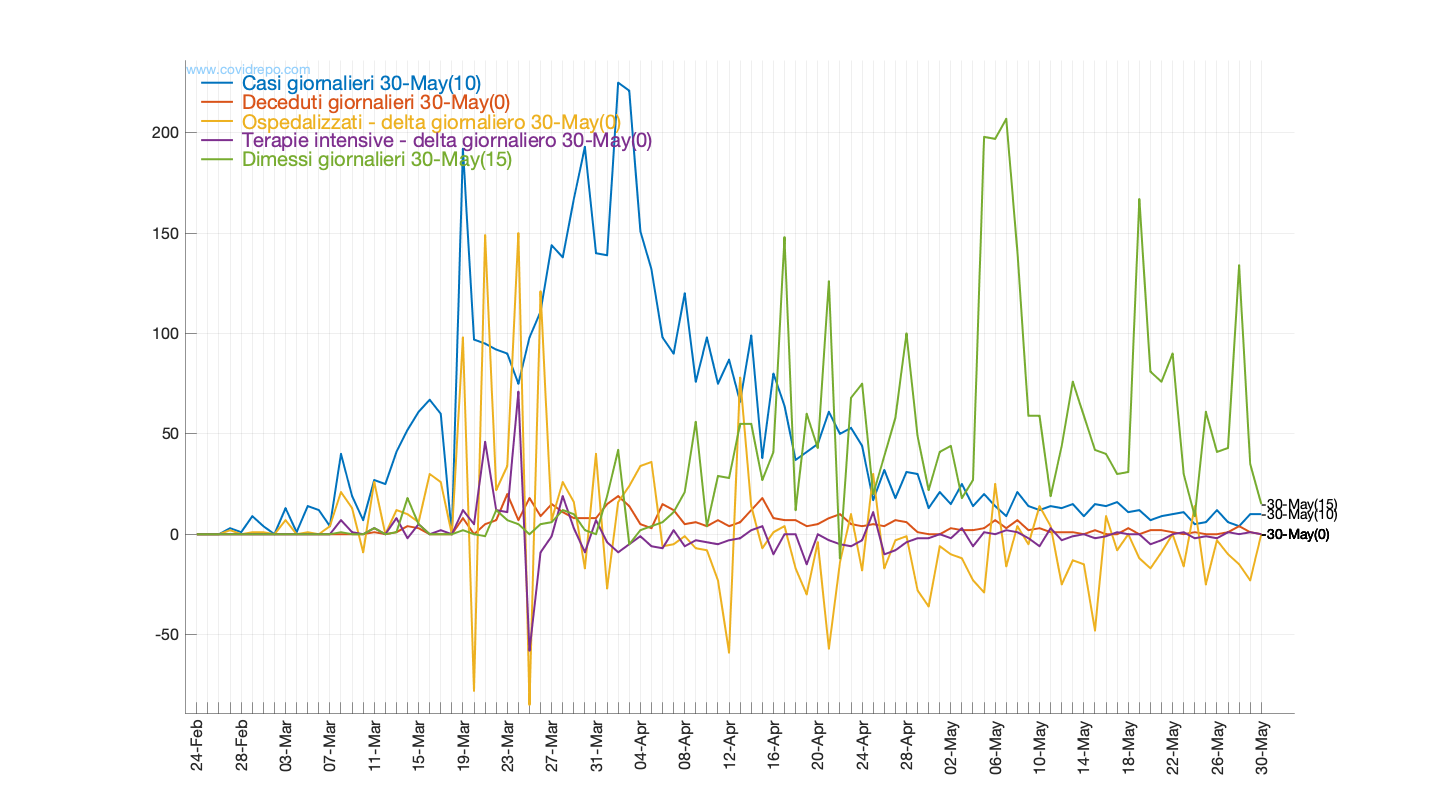 www.covidrepo.com
Casi giornalieri 30-May(10)
Deceduti giornalieri 30-May(0)
Ospedalizzati - delta giornaliero 30-May(0)
Terapie intensive - delta giornaliero 30-May(0)
Dimessi giornalieri 30-May(15)
200
150
100
50
0
-50
30-May(15)
30-May(10)
30-May(0)
24-Feb
28-Feb
03-Mar
07-Mar
11-Mar
15-Mar
19-Mar
23-Mar
27-Mar
31-Mar
04-Apr
08-Apr
12-Apr
16-Apr
20-Apr
24-Apr
28-Apr
02-May
06-May
10-May
14-May
18-May
22-May
26-May
30-May